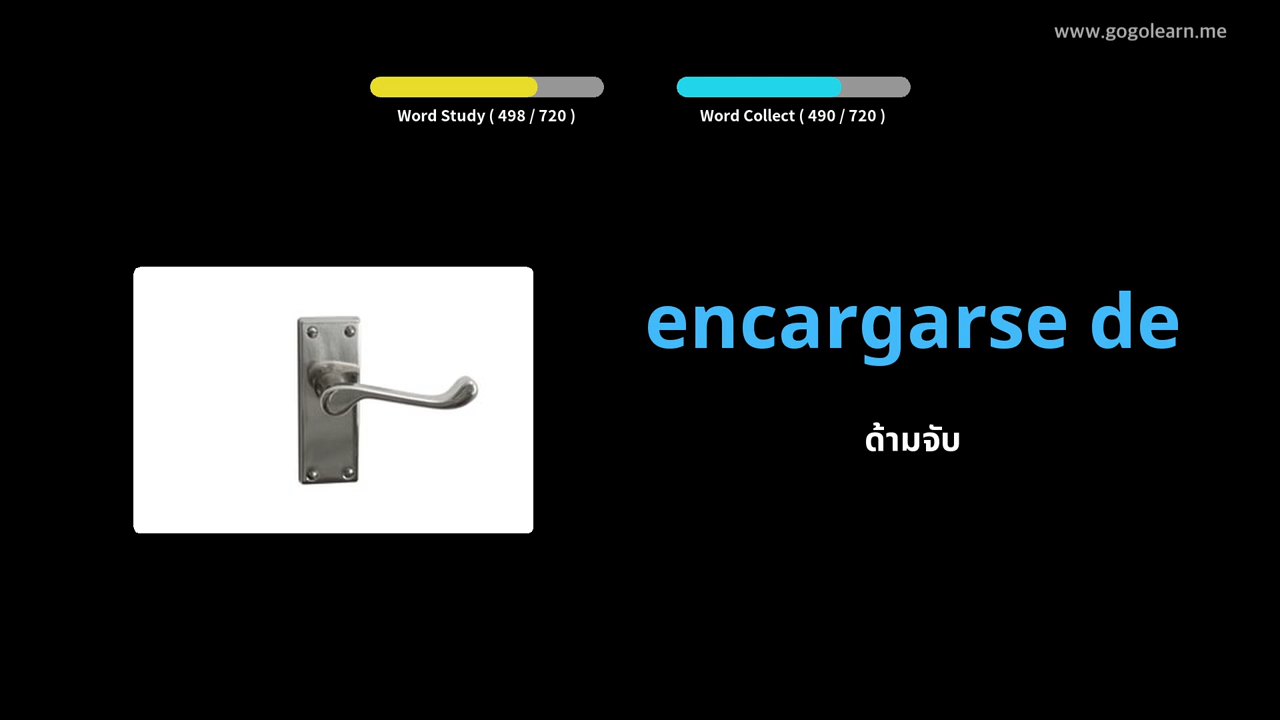 www.gogolearn.me
Word Study ( 498 / 720 )
Word Collect ( 490 / 720 )
encargarse de
ด้ามจับ